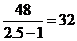 48/(2.5−1) = 32